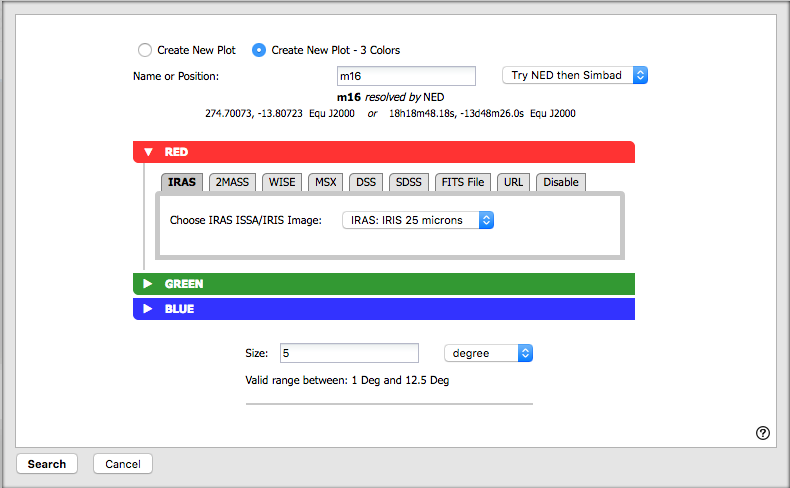 Create New Plot Create New Plot - 3 Colors
Name or Position: m16 Try NED then Simbad
m16 resolved by NED
274.70073, -13.80723 Equ J2000 or 18h18m48.18s, -13d48m26.0s Equ J2000
RED
IRAS 2MASS WISE MSX DSS SDSS FITS File URL Disable
Choose IRAS ISSA/IRIS Image: IRAS: IRIS 25 microns
GREEN
BLUE
Size: 5 degree
Valid range between: 1 Deg and 12.5 Deg
?
Search Cancel